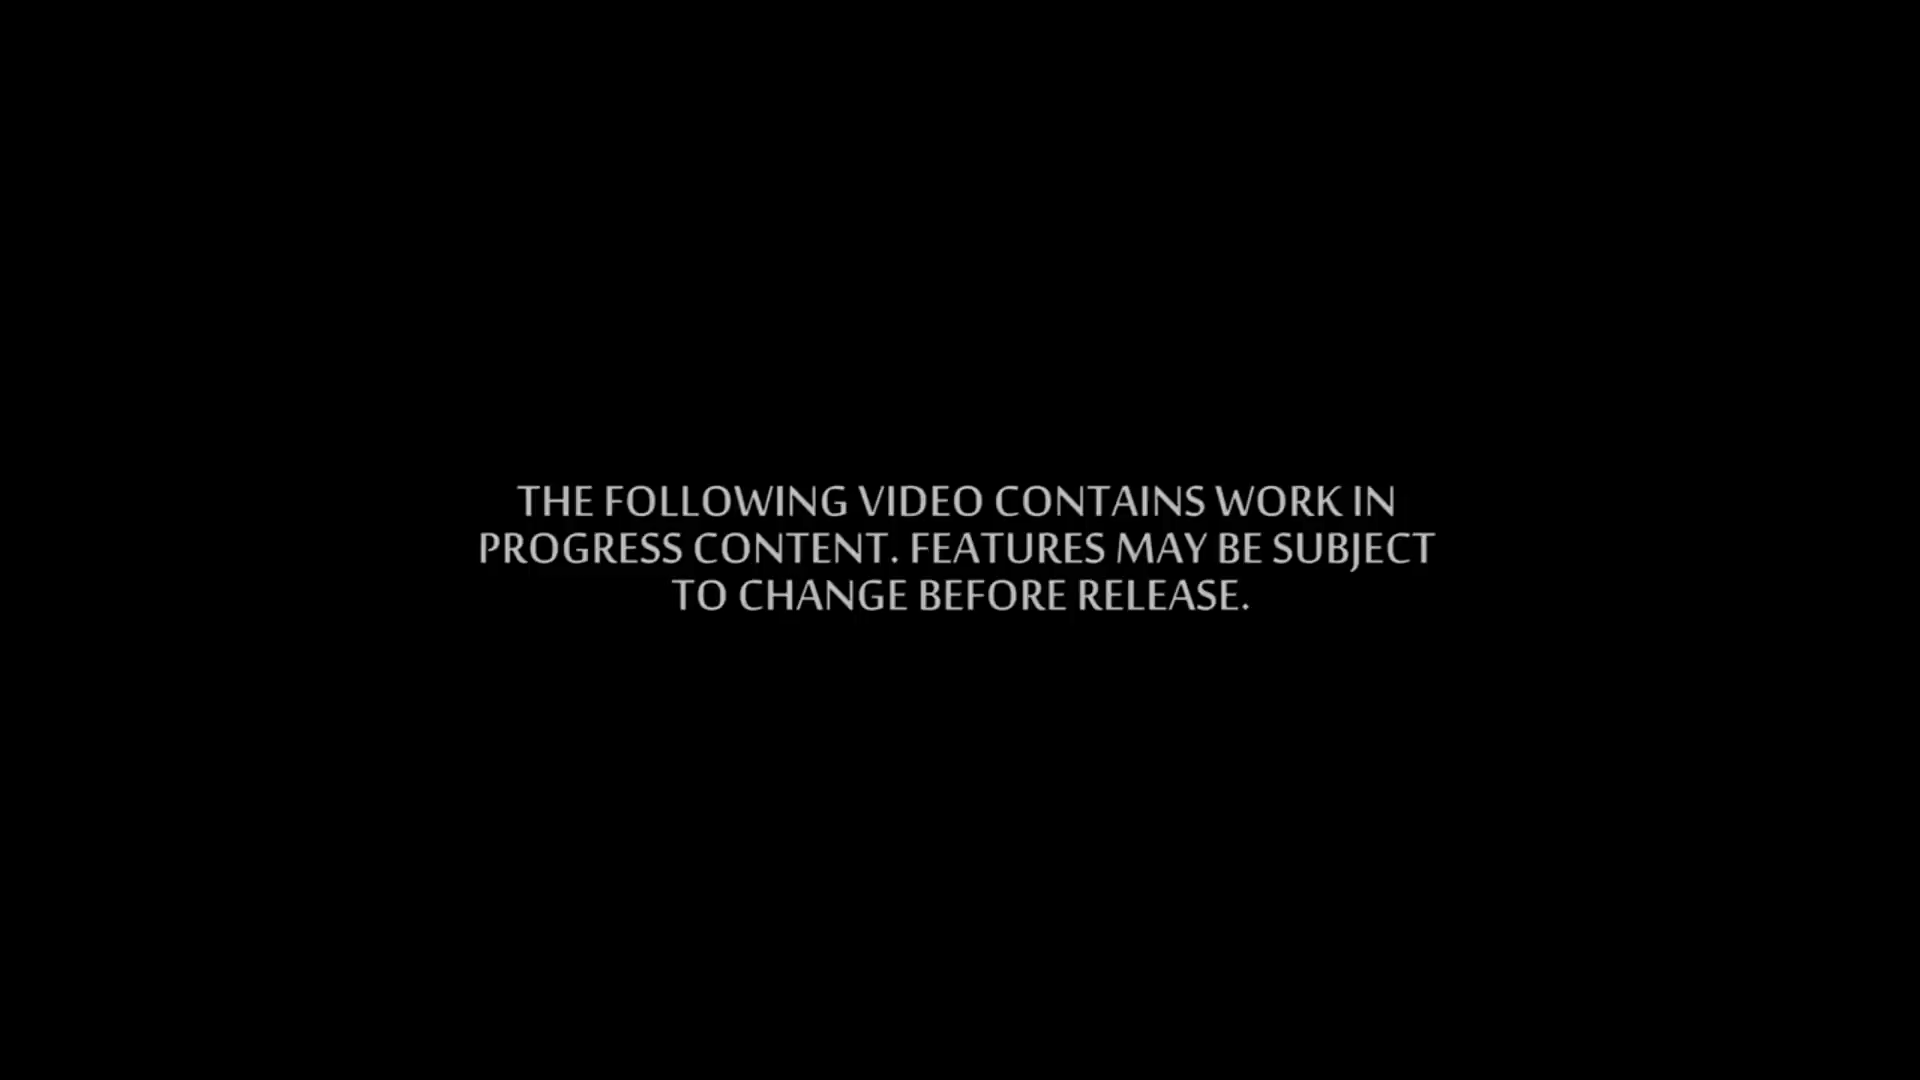 THE FOLLOWING VIDEO CONTAINS WORK IN
PROGRESS CONTENT. FEATURES MAY BE SUBJECT
TO CHANGE BEFORE RELEASE.